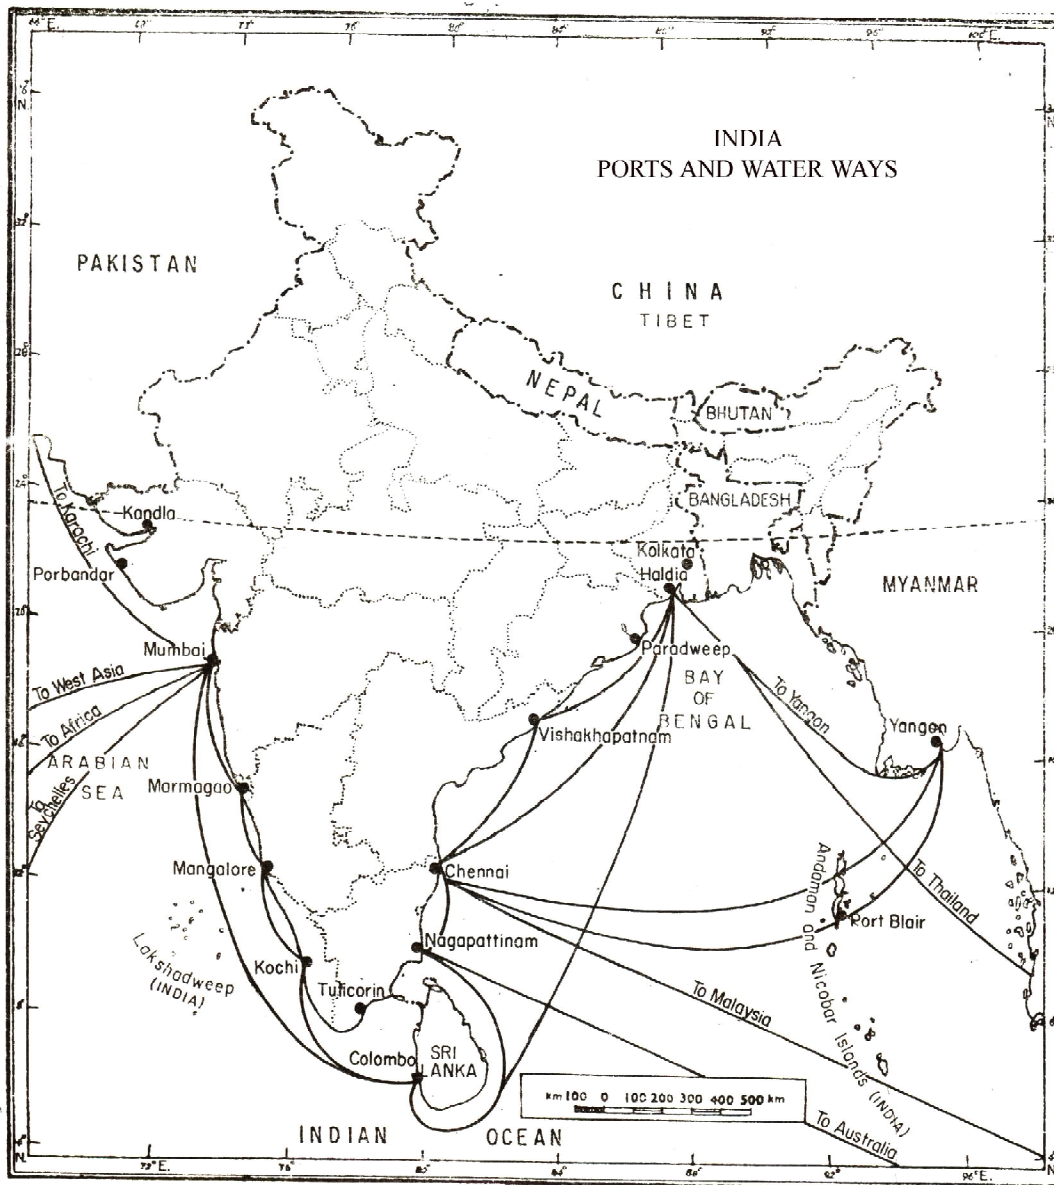 INDIA
PORTS AND WATER WAYS
PAKISTAN
CHINA
TIBET
NEPAL
BHUTAN
BANGLADESH
To Karachi
Kandla
Porbandar
Kolkata
Haldia
MYANMAR
Mumbai
Paradweep
To West Asia
BAY
OF
BENGAL
To Yangon
Yangon
To Africa
Vishakhapatnam
ARABIAN
SEA
To
Seychelles
Marmagao
Mangalore
Chennai
To Thailand
Andaman and Nicobar Islands (INDIA)
Port Blair
Nagapattinam
Lakshadweep
(INDIA)
Kochi
Tuticorin
To Malaysia
Colombo
SRI
LANKA
km 100 0 100 200 300 400 500 km
To Australia
INDIAN OCEAN